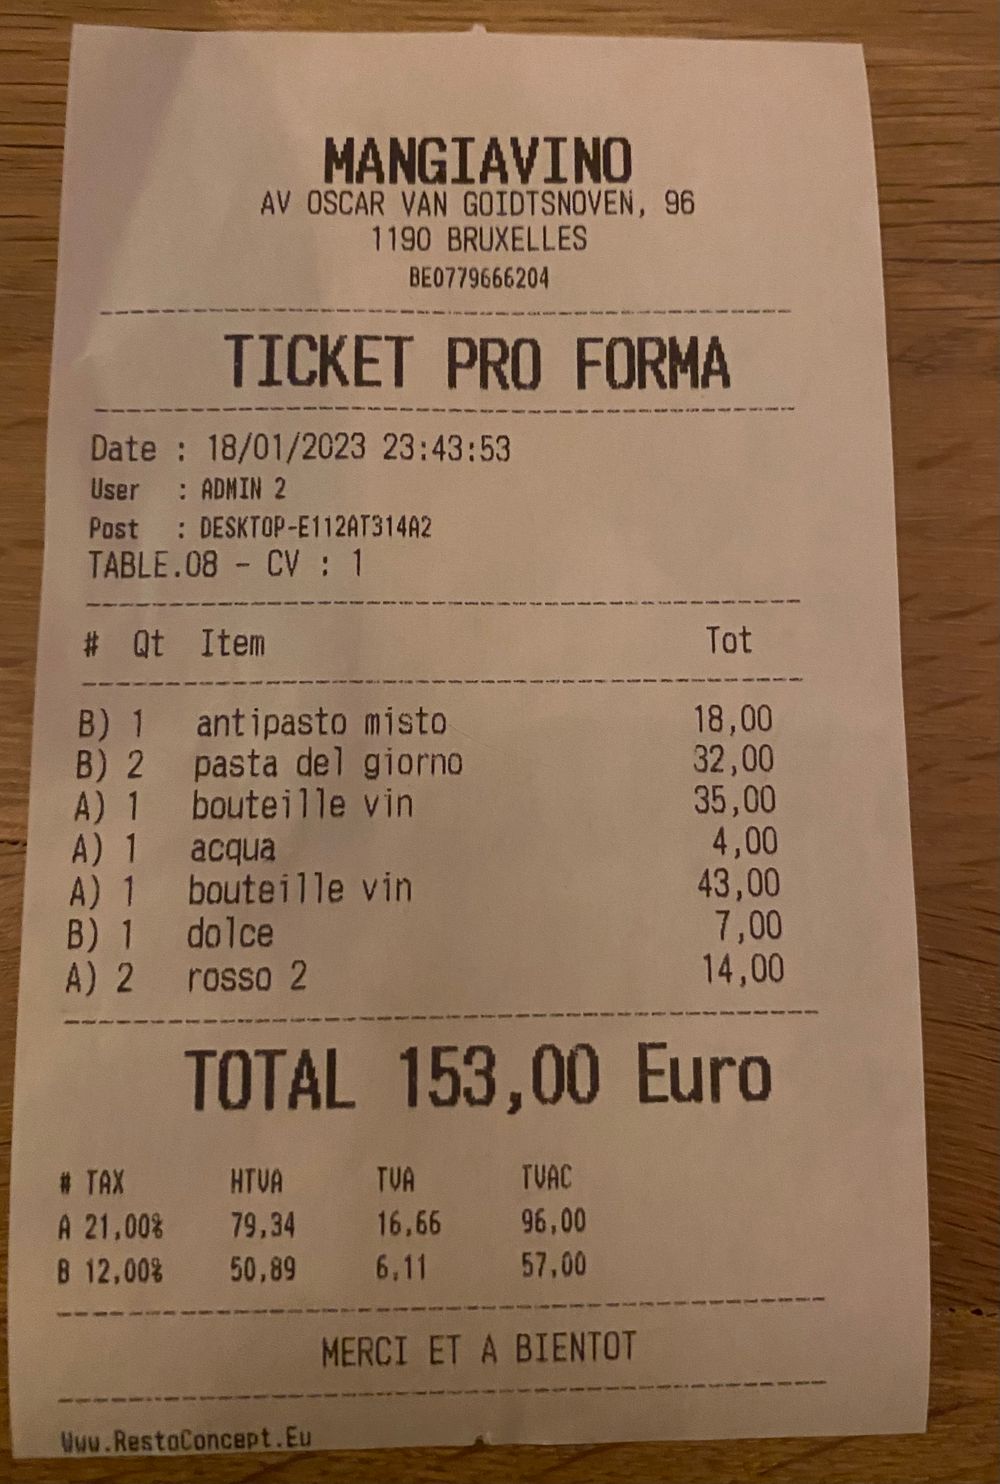 MANGIAVINO
AV OSCAR VAN GOIDTSNOVEN, 96
1190 BRUXELLES
BE0779666204
TICKET PRO FORMA
Date : 18/01/2023 23:43:53
User : ADMIN 2
Post : DESKTOP-E112AT314A2
TABLE.08 - CV : 1
# Qt Item Tot
B) 1 antipasto misto 18,00
B) 2 pasta del giorno 32,00
A) 1 bouteille vin 35,00
A) 1 acqua 4,00
A) 1 bouteille vin 43,00
B) 1 dolce 7,00
A) 2 rosso 2 14,00
TOTAL 153,00 Euro
# TAX HTVA TVA TVAC
A 21,00% 79,34 16,66 96,00
B 12,00% 50,89 6,11 57,00
MERCI ET A BIENTOT
Www.RestoConcept.Eu